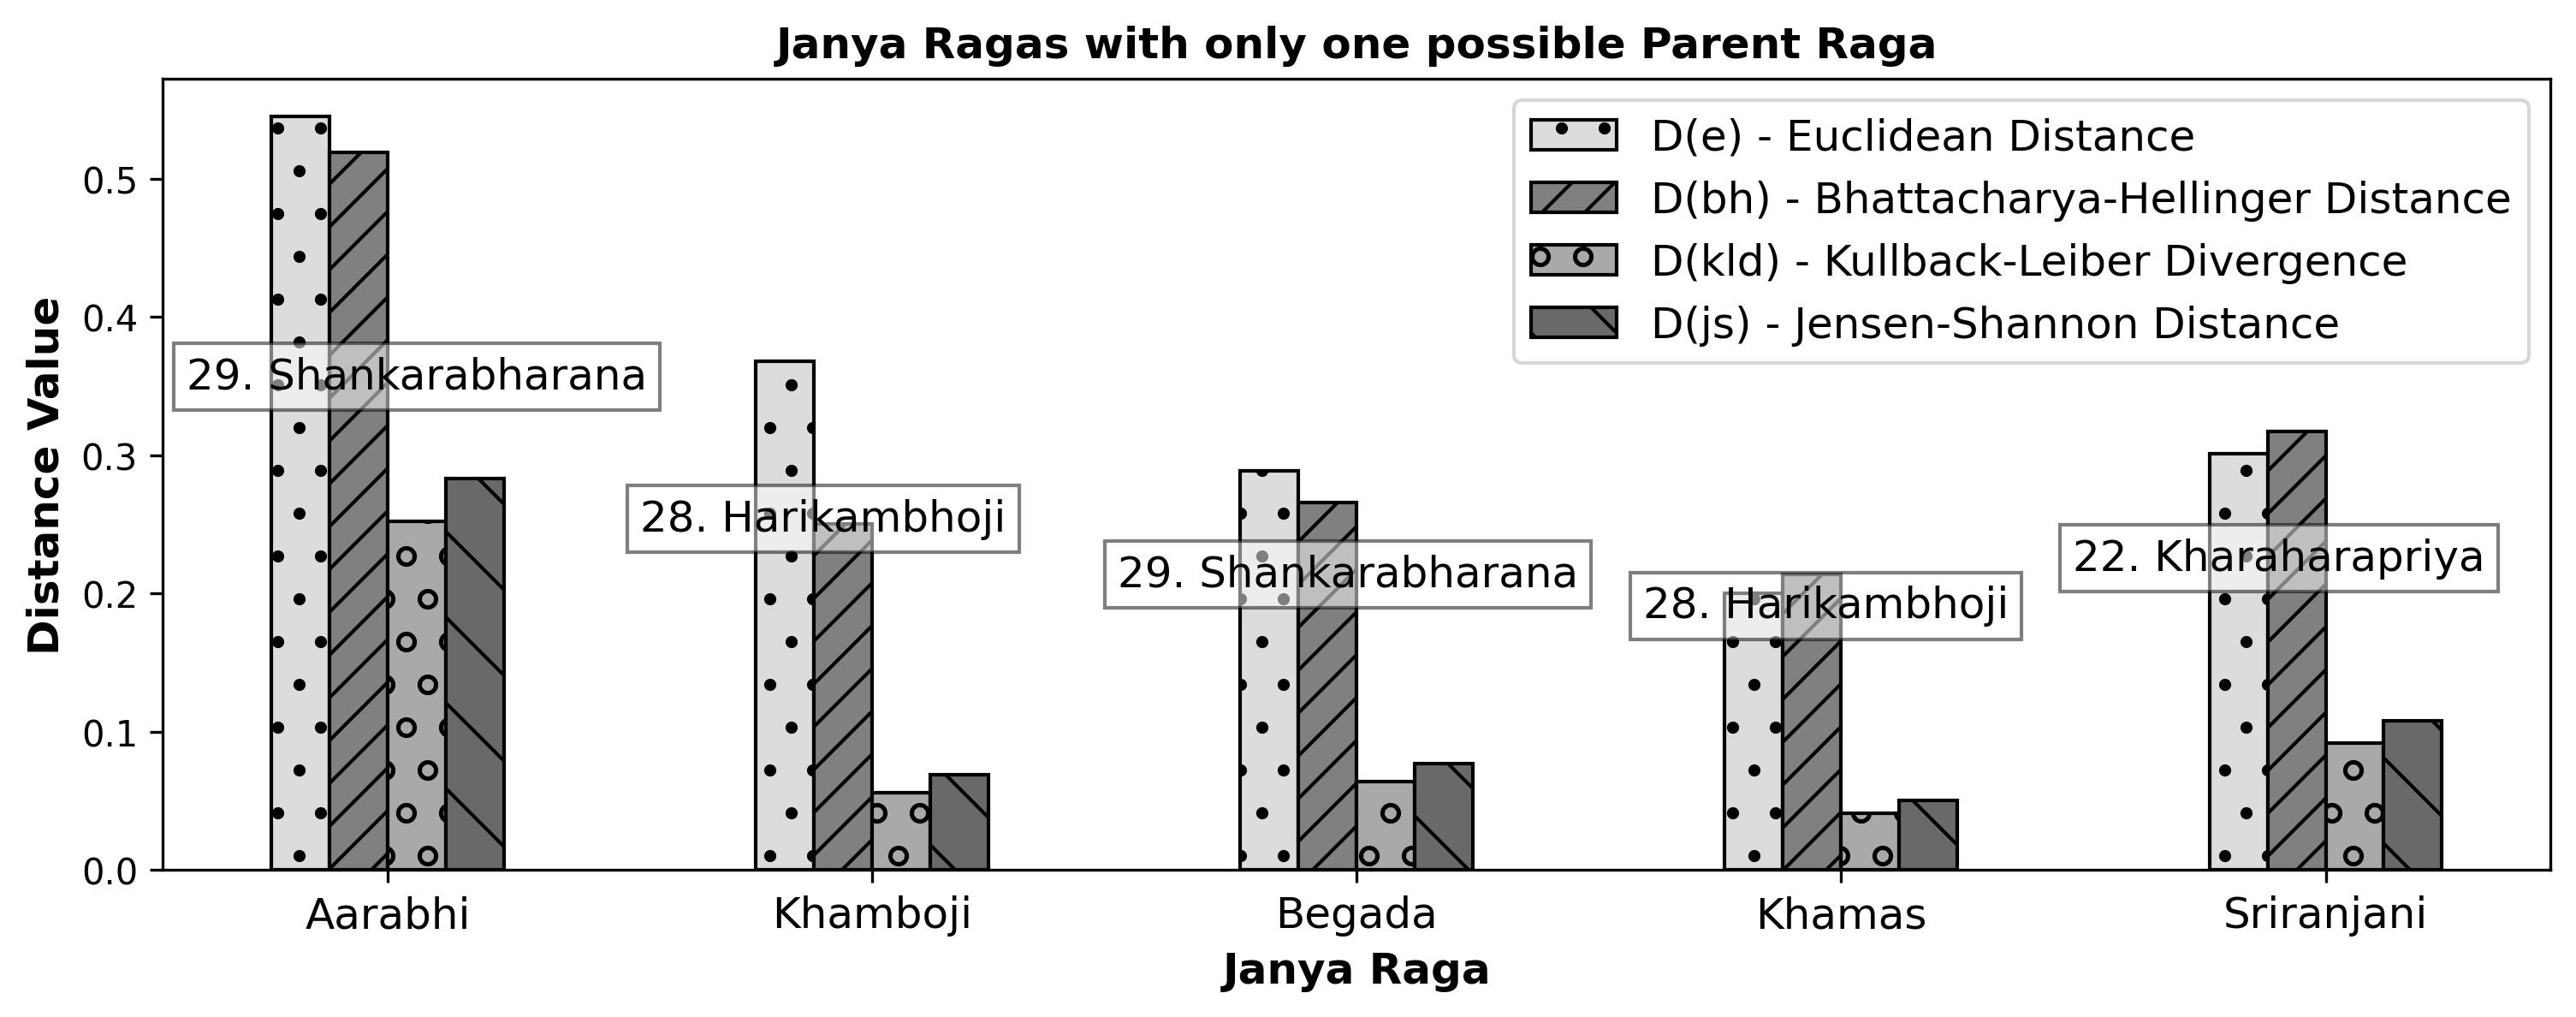 Janya Ragas with only one possible Parent Raga
D(e) - Euclidean Distance
D(bh) - Bhattacharya-Hellinger Distance
D(kld) - Kullback-Leiber Divergence
D(js) - Jensen-Shannon Distance
Distance Value
0.5
0.4
0.3
0.2
0.1
0.0
29. Shankarabharana
28. Harikambhoji
29. Shankarabharana
28. Harikambhoji
22. Kharaharapriya
Aarabhi
Khamboji
Begada
Khamas
Sriranjani
Janya Raga